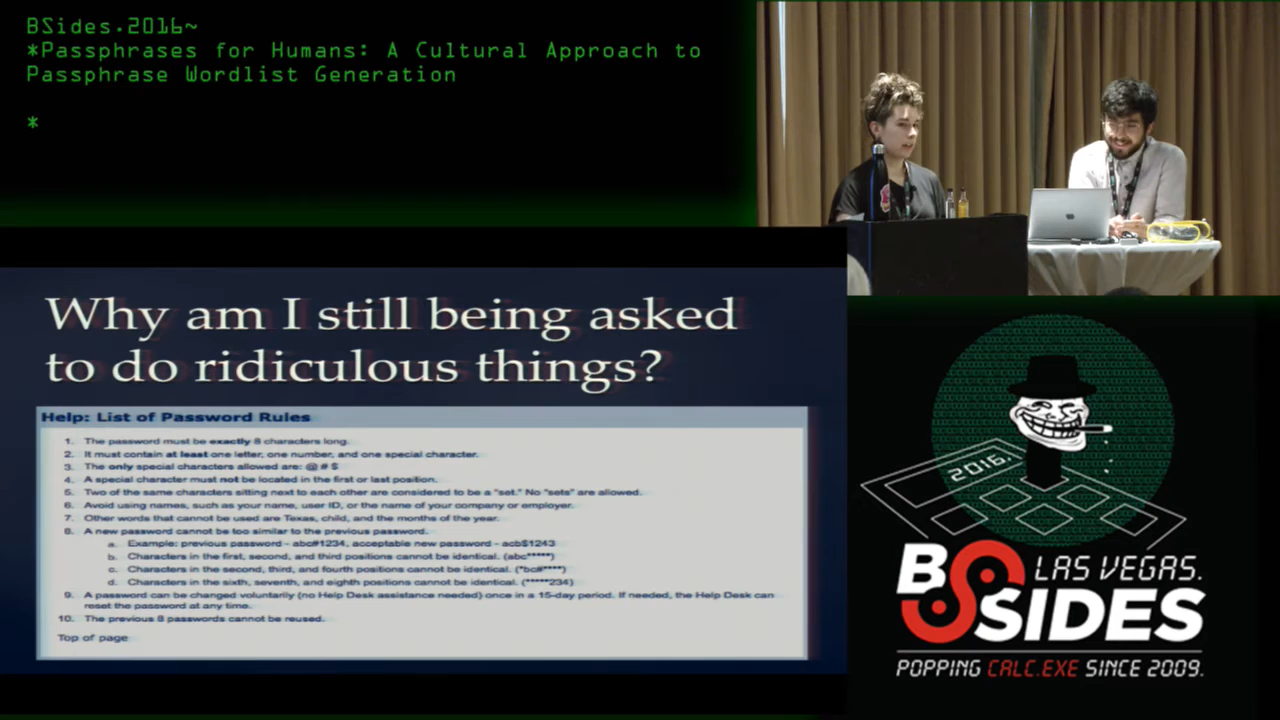 BSides.2016~
*Passphrases for Humans: A Cultural Approach to
Passphrase Wordlist Generation
*
Why am I still being asked
to do ridiculous things?
Help: List of Password Rules
1. The password must be exactly 8 characters long.
2. It must contain at least one letter, one number, and one special character.
3. The only special characters allowed are: @ # $
4. A special character must not be located in the first or last position.
5. Two of the same characters sitting next to each other are considered to be a "set." No "sets" are allowed.
6. Avoid using names, such as your name, user ID, or the name of your company or employer.
7. Other words that cannot be used are Texas, child, and the months of the year.
8. A new password cannot be too similar to the previous password.
a. Example: previous password - abc#1234, acceptable new password - acb$1243
b. Characters in the first, second, and third positions cannot be identical. (abc*****)
c. Characters in the second, third, and fourth positions cannot be identical. (*bc#****)
d. Characters in the sixth, seventh, and eighth positions cannot be identical. (*****234)
9. A password can be changed voluntarily (no Help Desk assistance needed) once in a 15-day period. If needed, the Help Desk can
reset the password at any time.
10. The previous 8 passwords cannot be reused.
Top of page
2016.
BSIDES
LAS VEGAS.
POPPING CALC.EXE SINCE 2009.